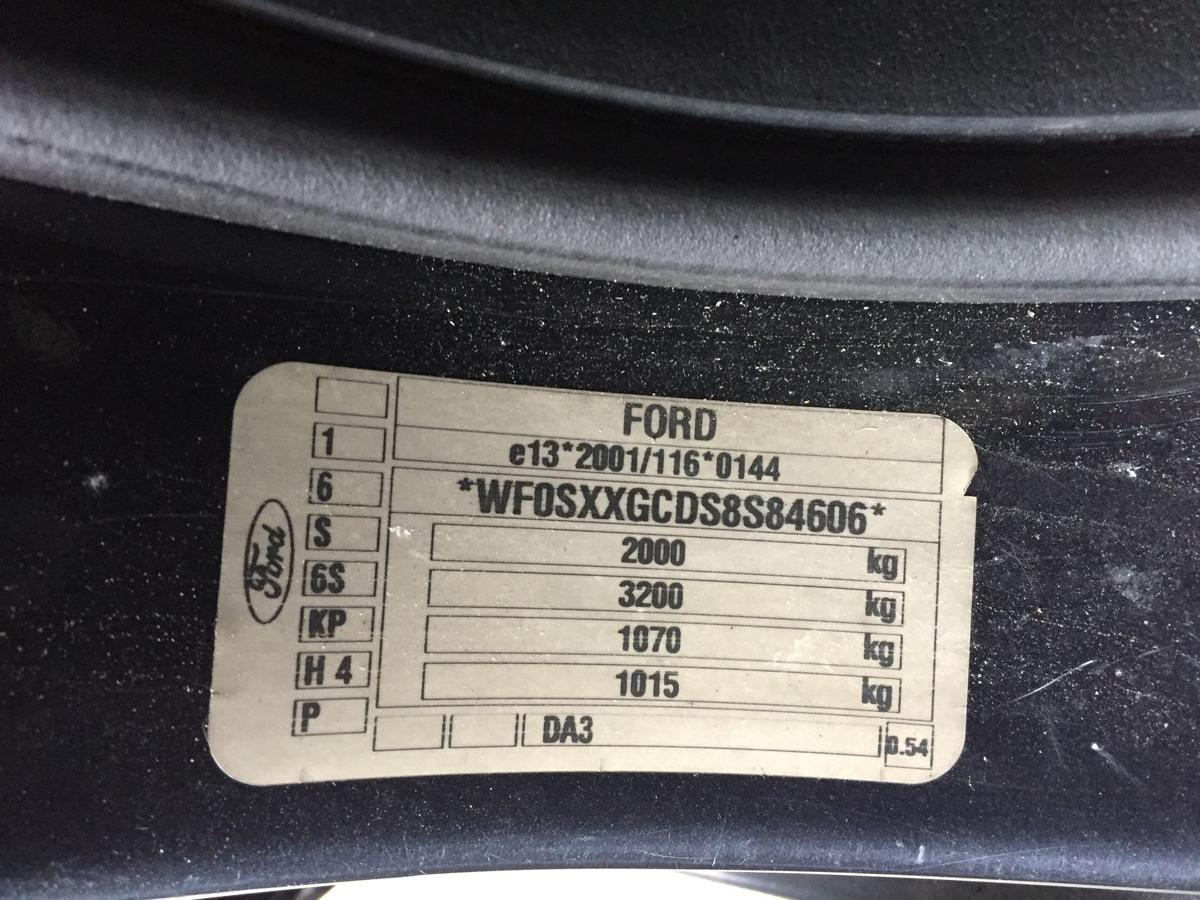 FORD
e13*2001/116*0144
*WF0SXXGCDS8S84606*
2000 kg
3200 kg
1070 kg
1015 kg
DA3
0.54
1
6
S
6S
KP
H 4
P
Ford